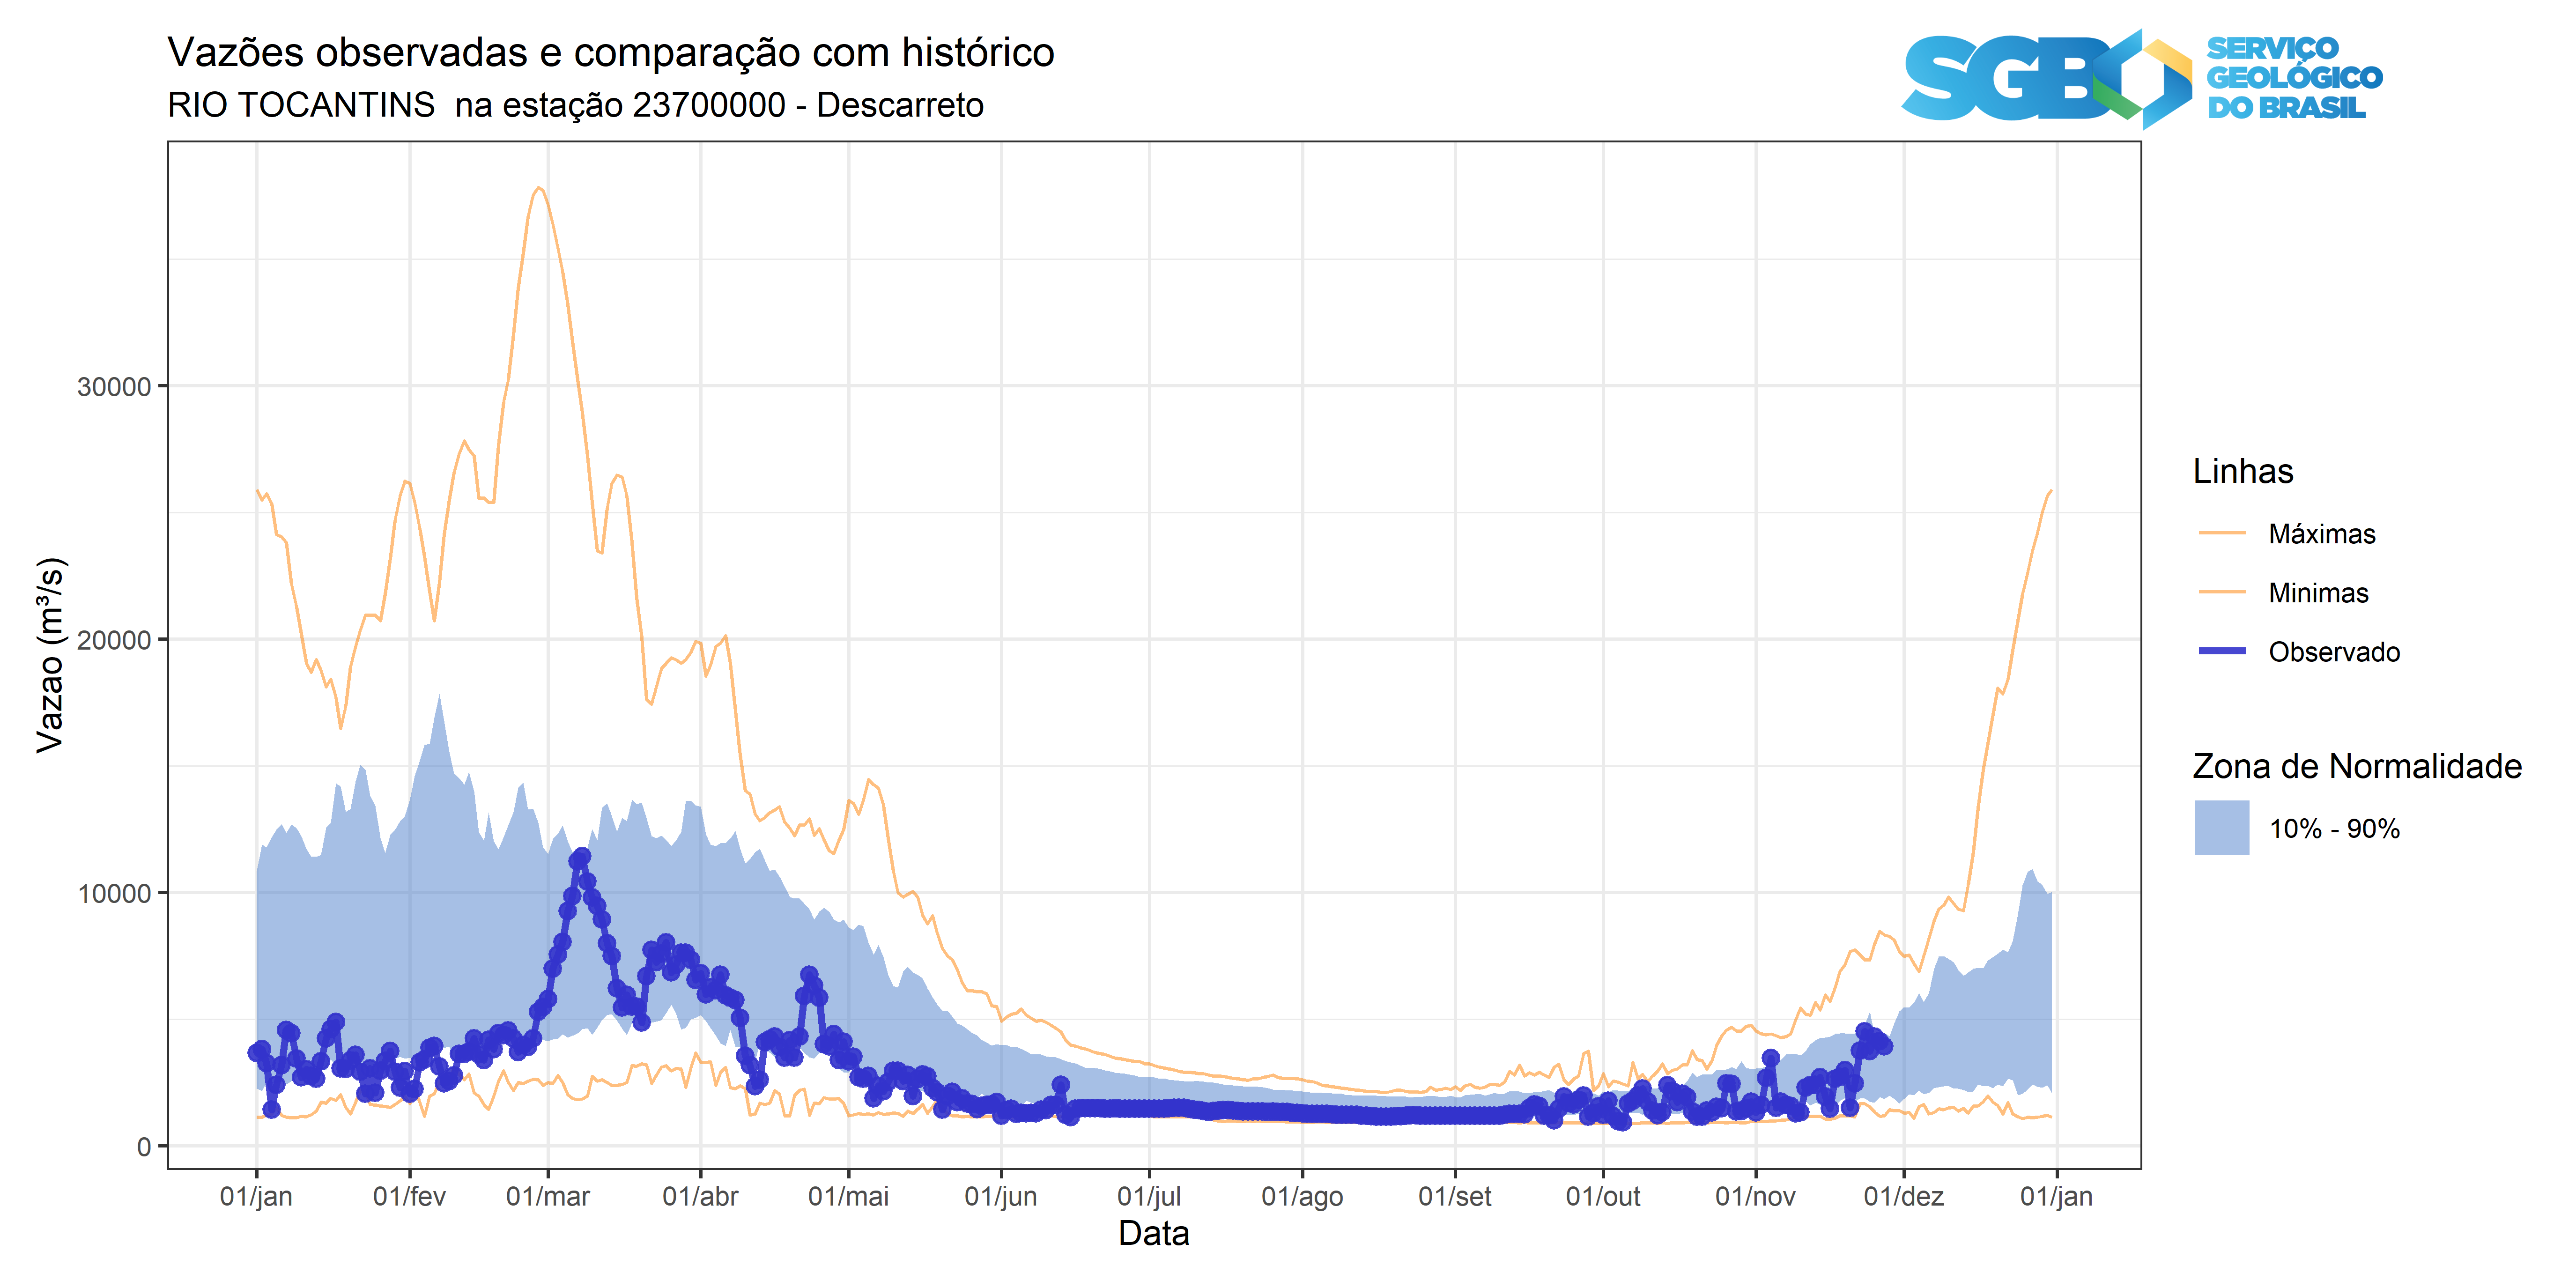 Vazões observadas e comparação com histórico
RIO TOCANTINS  na estação 23700000 - Descarreto
SGB
SERVIÇO
GEOLÓGICO
DO BRASIL
Vazao (m³/s)
30000
20000
10000
0
01/jan
01/fev
01/mar
01/abr
01/mai
01/jun
01/jul
01/ago
01/set
01/out
01/nov
01/dez
01/jan
Data
Linhas
Máximas
Minimas
Observado
Zona de Normalidade
10% - 90%